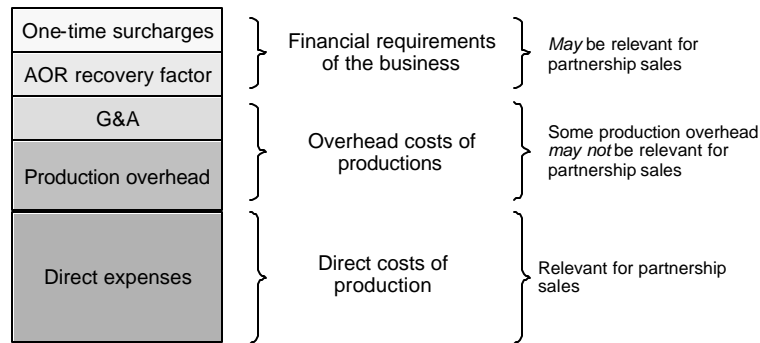 One-time surcharges
AOR recovery factor
G&A
Production overhead
Direct expenses
Financial requirements
of the business
Overhead costs of
productions
Direct costs of
production
May be relevant for
partnership sales
Some production overhead
may not be relevant for
partnership sales
Relevant for partnership
sales